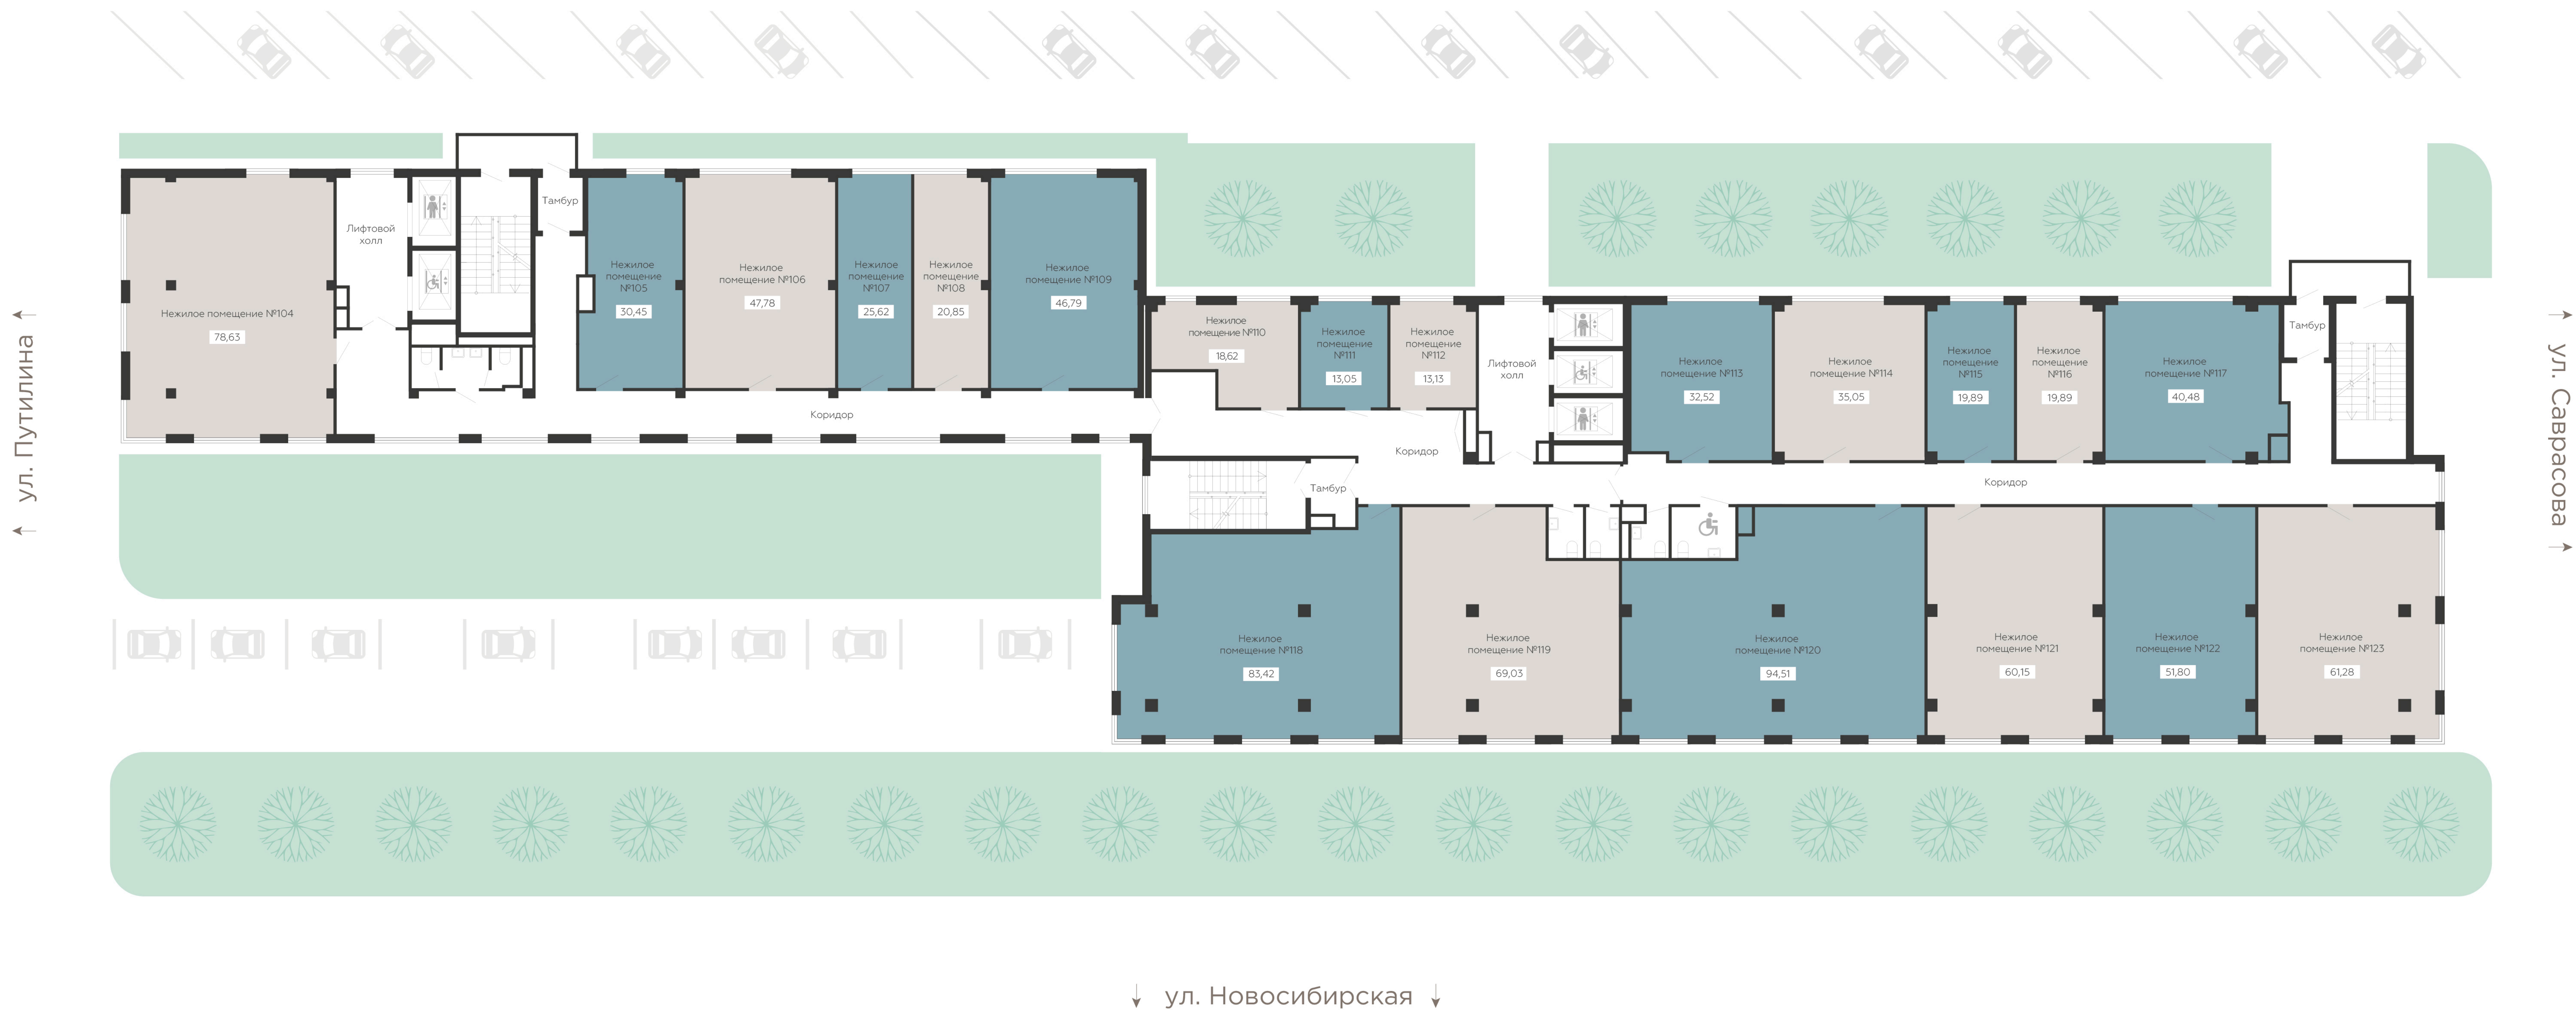 ул. Путилина
Нежилое помещение №104
78,63
Лифтовой
холл
Тамбур
Нежилое
помещение
№105
30,45
Нежилое
помещение №106
47,78
Нежилое
помещение
№107
25,62
Нежилое
помещение
№108
20,85
Нежилое
помещение №109
46,79
Коридор
Нежилое
помещение №110
18,62
Нежилое
помещение
№111
13,05
Нежилое
помещение
№112
13,13
Лифтовой
холл
Нежилое
помещение №113
32,52
Нежилое
помещение №114
35,05
Нежилое
помещение
№115
19,89
Нежилое
помещение
№116
19,89
Нежилое
помещение №117
40,48
Тамбур
Коридор
Тамбур
Коридор
Нежилое
помещение №118
83,42
Нежилое
помещение №119
69,03
Нежилое
помещение №120
94,51
Нежилое
помещение №121
60,15
Нежилое
помещение №122
51,80
Нежилое
помещение №123
61,28
ул. Саврасова
ул. Новосибирская